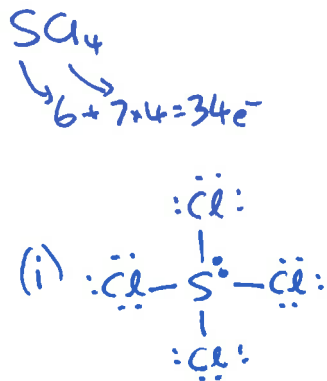 SCl₄
6 + 7×4 = 34e⁻
:Cl:
(i) :Cl—S—Cl:
:Cl: